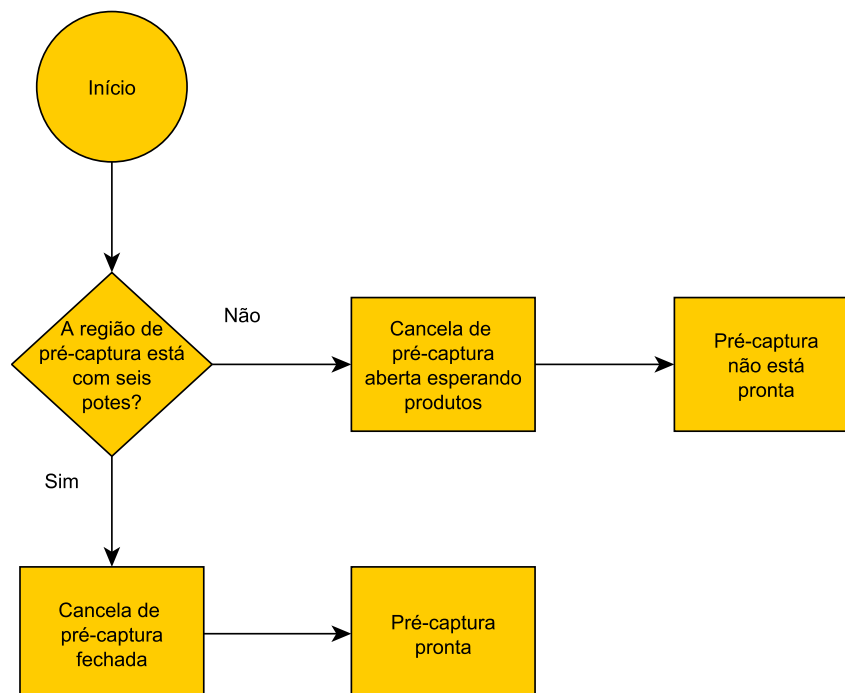 Início
A região de
pré-captura está
com seis
potes?
Não
Cancela de
pré-captura
aberta esperando
produtos
Pré-captura
não está
pronta
Sim
Cancela de
pré-captura
fechada
Pré-captura
pronta